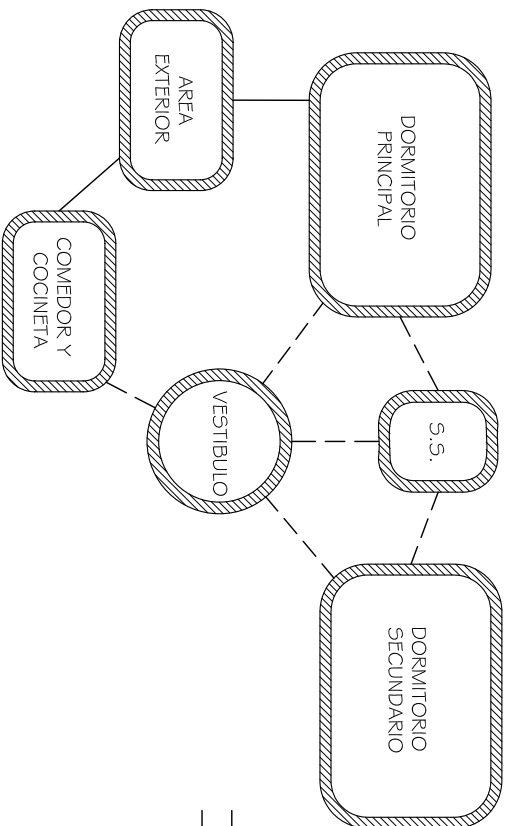 DORMITORIO
PRINCIPAL
S.S.
DORMITORIO
SECUNDARIO
AREA
EXTERIOR
VESTIBULO
COMEDOR Y
COCINETA